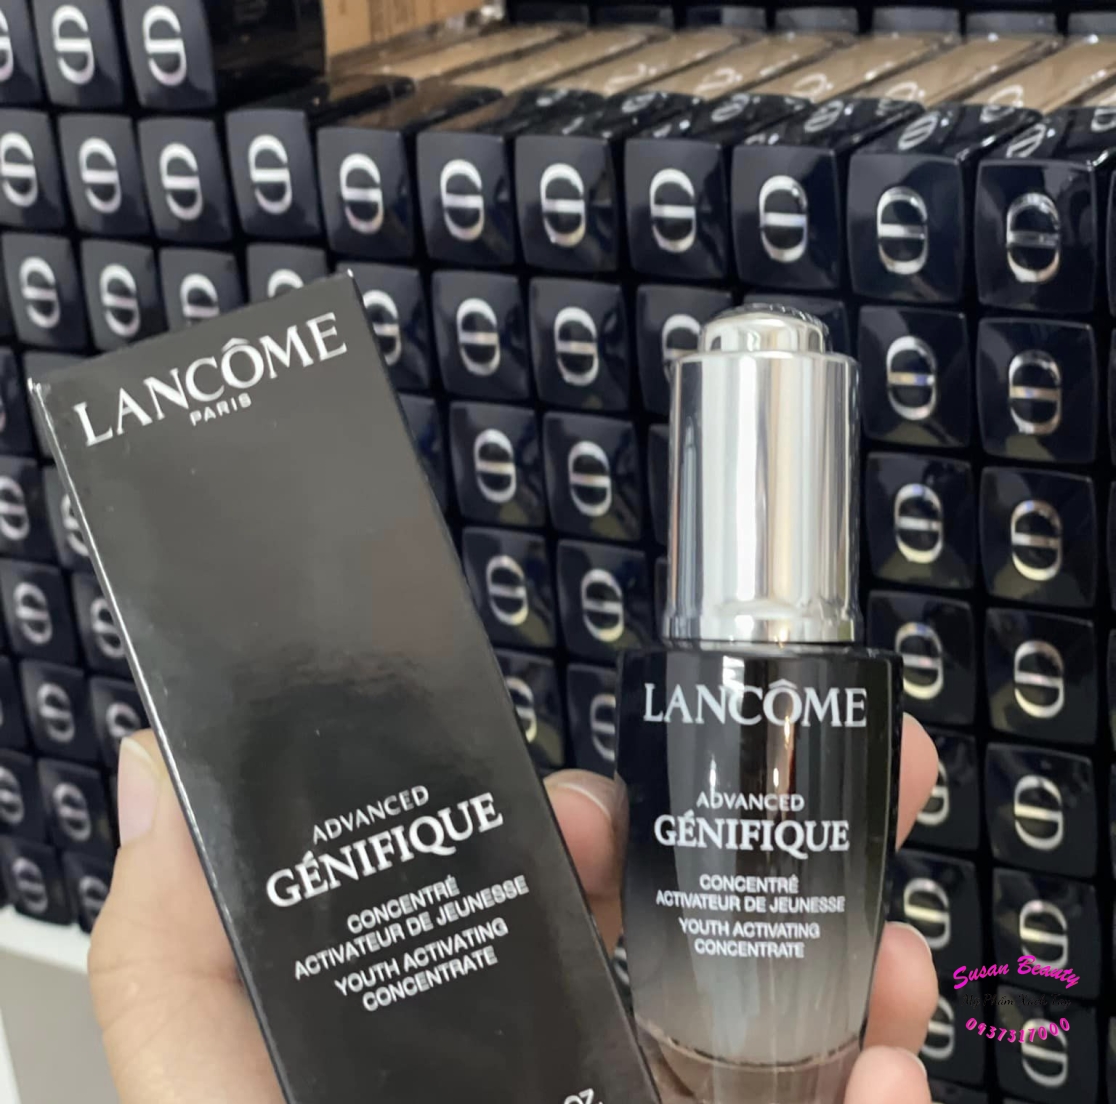 LANCÔME
PARIS
ADVANCED
GÉNIFIQUE
CONCENTRÉ
ACTIVATEUR DE JEUNESSE
YOUTH ACTIVATING
CONCENTRATE
OZ.
LANCÔME
ADVANCED
GÉNIFIQUE
CONCENTRÉ
ACTIVATEUR DE JEUNESSE
YOUTH ACTIVATING
CONCENTRATE
Susan Beauty
0937317000